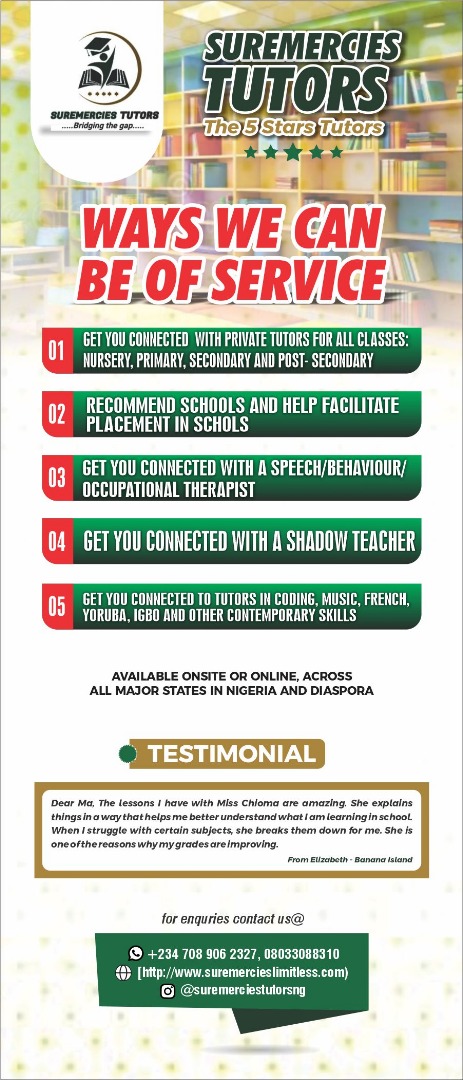 SUREMERCIES TUTORS
.....Bridging the gap.....
SUREMERCIES
TUTORS
The 5 Stars Tutors
WAYS WE CAN
BE OF SERVICE
01
GET YOU CONNECTED WITH PRIVATE TUTORS FOR ALL CLASSES:
NURSERY, PRIMARY, SECONDARY AND POST- SECONDARY
02
RECOMMEND SCHOOLS AND HELP FACILITATE
PLACEMENT IN SCHOLS
03
GET YOU CONNECTED WITH A SPEECH/BEHAVIOUR/
OCCUPATIONAL THERAPIST
04
GET YOU CONNECTED WITH A SHADOW TEACHER
05
GET YOU CONNECTED TO TUTORS IN CODING, MUSIC, FRENCH,
YORUBA, IGBO AND OTHER CONTEMPORARY SKILLS
AVAILABLE ONSITE OR ONLINE, ACROSS
ALL MAJOR STATES IN NIGERIA AND DIASPORA
TESTIMONIAL
Dear Ma, The lessons I have with Miss Chioma are amazing. She explains
things in a way that helps me better understand what I am learning in school.
When I struggle with certain subjects, she breaks them down for me. She is
one of the reasons why my grades are improving.
From Elizabeth - Banana Island
for enquries contact us@
+234 708 906 2327, 08033088310
[http://www.suremercieslimitless.com)
@suremerciestutorsng